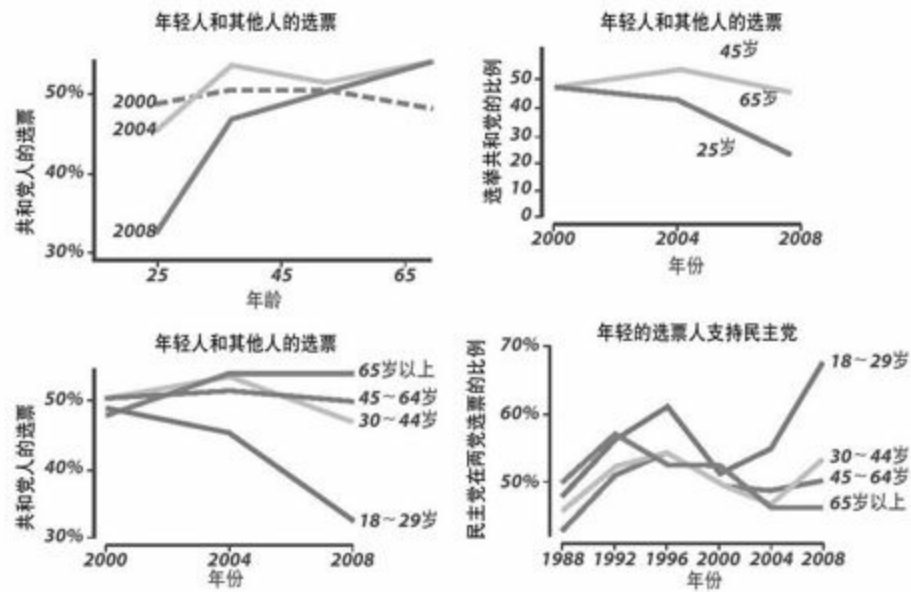 年轻人和其他人的选票
共和党人的选票
50%
40%
30%
2000
2004
2008
25
45
65
年龄
年轻人和其他人的选票
选举共和党的比例
50
40
30
20
10
0
45岁
65岁
25岁
2000
2004
2008
年份
年轻人和其他人的选票
共和党人的选票
50%
40%
30%
65岁以上
45~64岁
30~44岁
18~29岁
2000
2004
2008
年份
年轻的选票人支持民主党
民主党在两党选票的比例
70%
60%
50%
18~29岁
30~44岁
45~64岁
65岁以上
1988
1992
1996
2000
2004
2008
年份